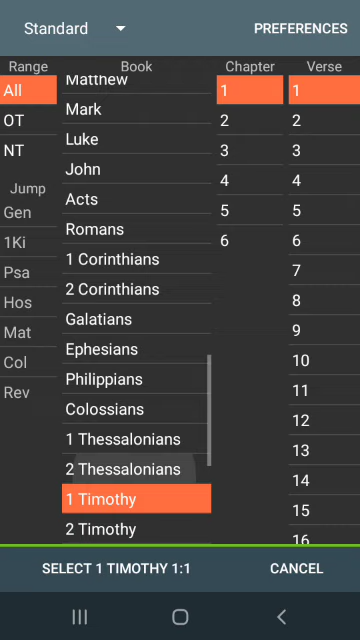 Standard
PREFERENCES
Range
Book
Chapter
Verse
All
OT
NT
Jump
Gen
1Ki
Psa
Hos
Mat
Col
Rev
Matthew
Mark
Luke
John
Acts
Romans
1 Corinthians
2 Corinthians
Galatians
Ephesians
Philippians
Colossians
1 Thessalonians
2 Thessalonians
1 Timothy
2 Timothy
1
2
3
4
5
6
1
2
3
4
5
6
7
8
9
10
11
12
13
14
15
16
SELECT 1 TIMOTHY 1:1
CANCEL